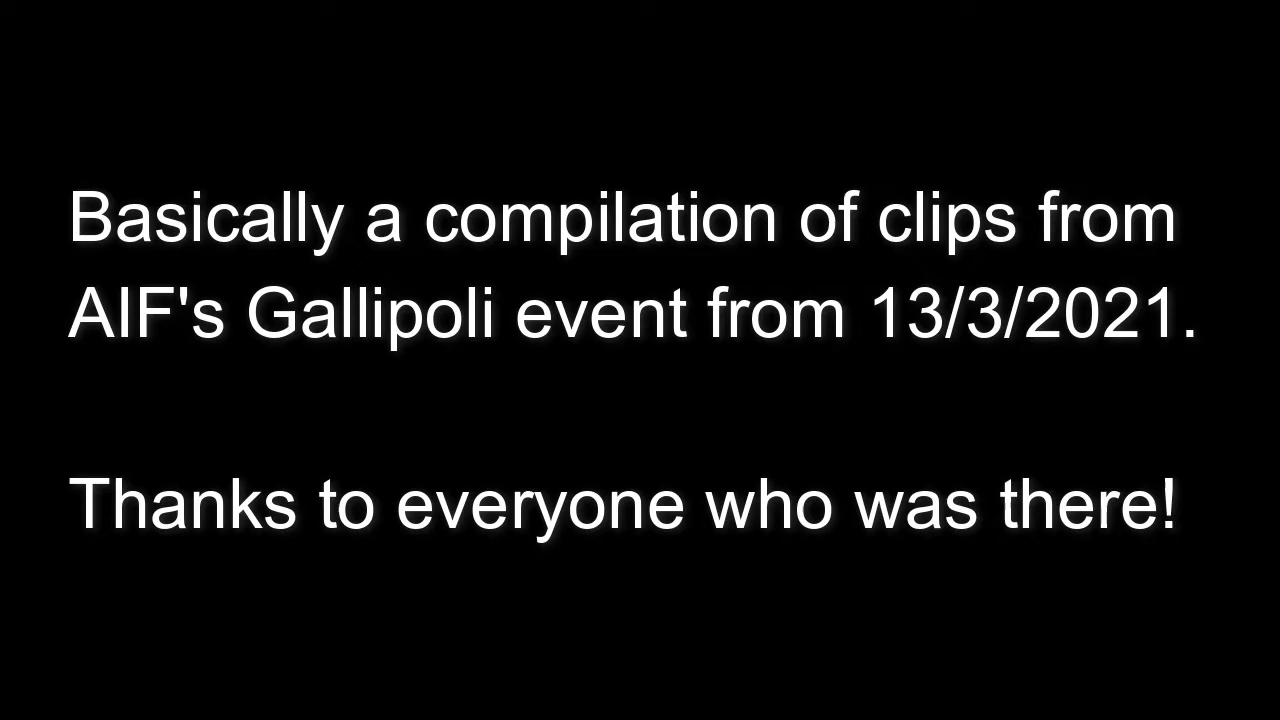 Basically a compilation of clips from
AIF's Gallipoli event from 13/3/2021.
Thanks to everyone who was there!